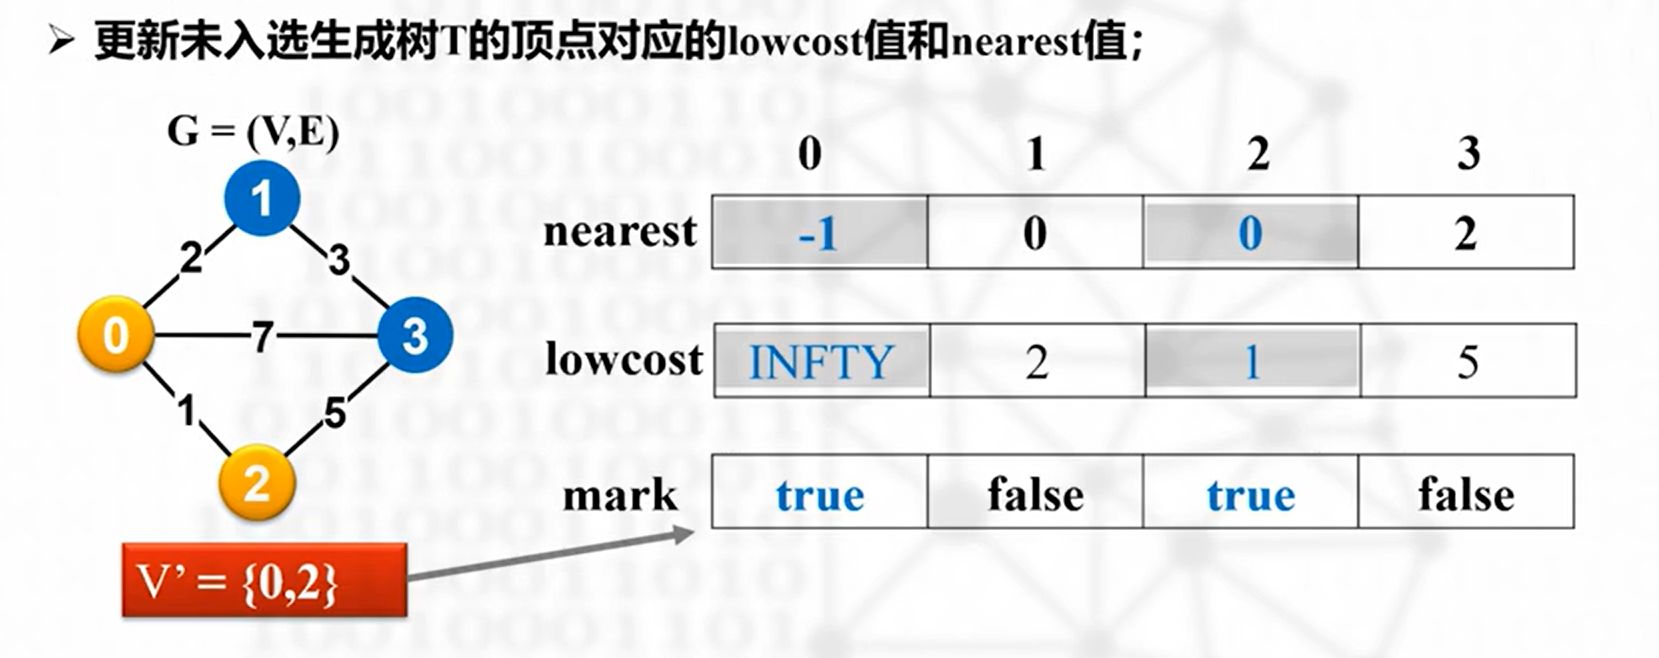 ➢ 更新未入选生成树T的顶点对应的lowcost值和nearest值；
G = (V,E)
1
2 3
0 7 3
1 5
2
V’ = {0,2}
0 1 2 3
nearest -1 0 0 2
lowcost INFTY 2 1 5
mark true false true false